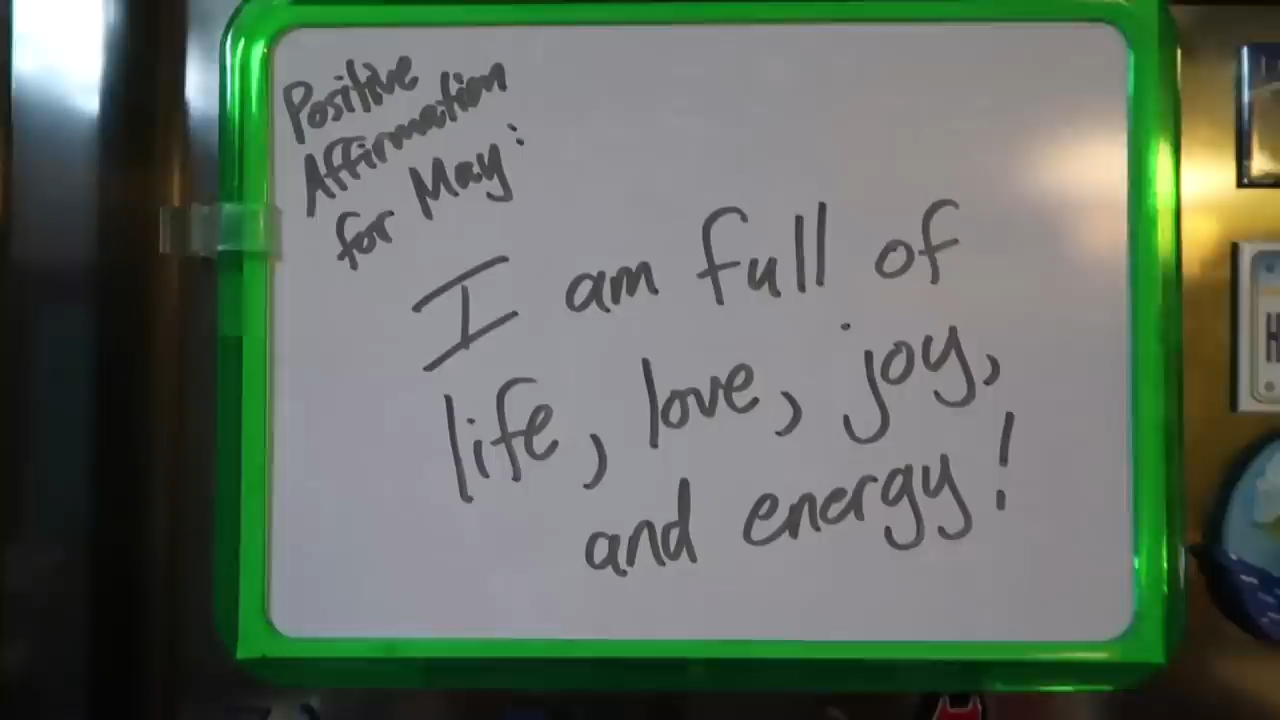 Positive
Affirmation
for May:
I am full of
life, love, joy,
and energy!
H